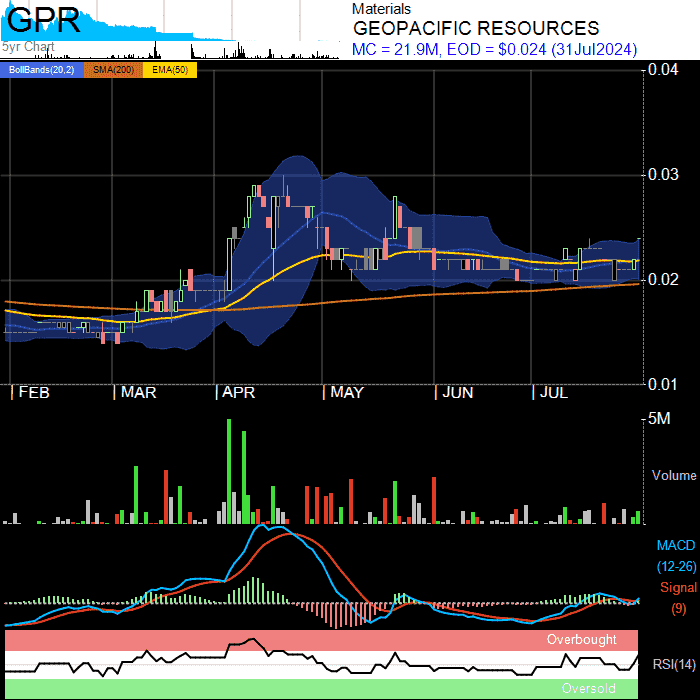 GPR
5yr Chart
Materials
GEOPACIFIC RESOURCES
MC = 21.9M, EOD = $0.024 (31Jul2024)
BollBands(20,2) SMA(200) EMA(50)
0.04
0.03
0.02
0.01
| FEB | MAR | APR | MAY | JUN | JUL
5M
Volume
MACD
(12-26)
Signal
(9)
Overbought
RSI(14)
Oversold